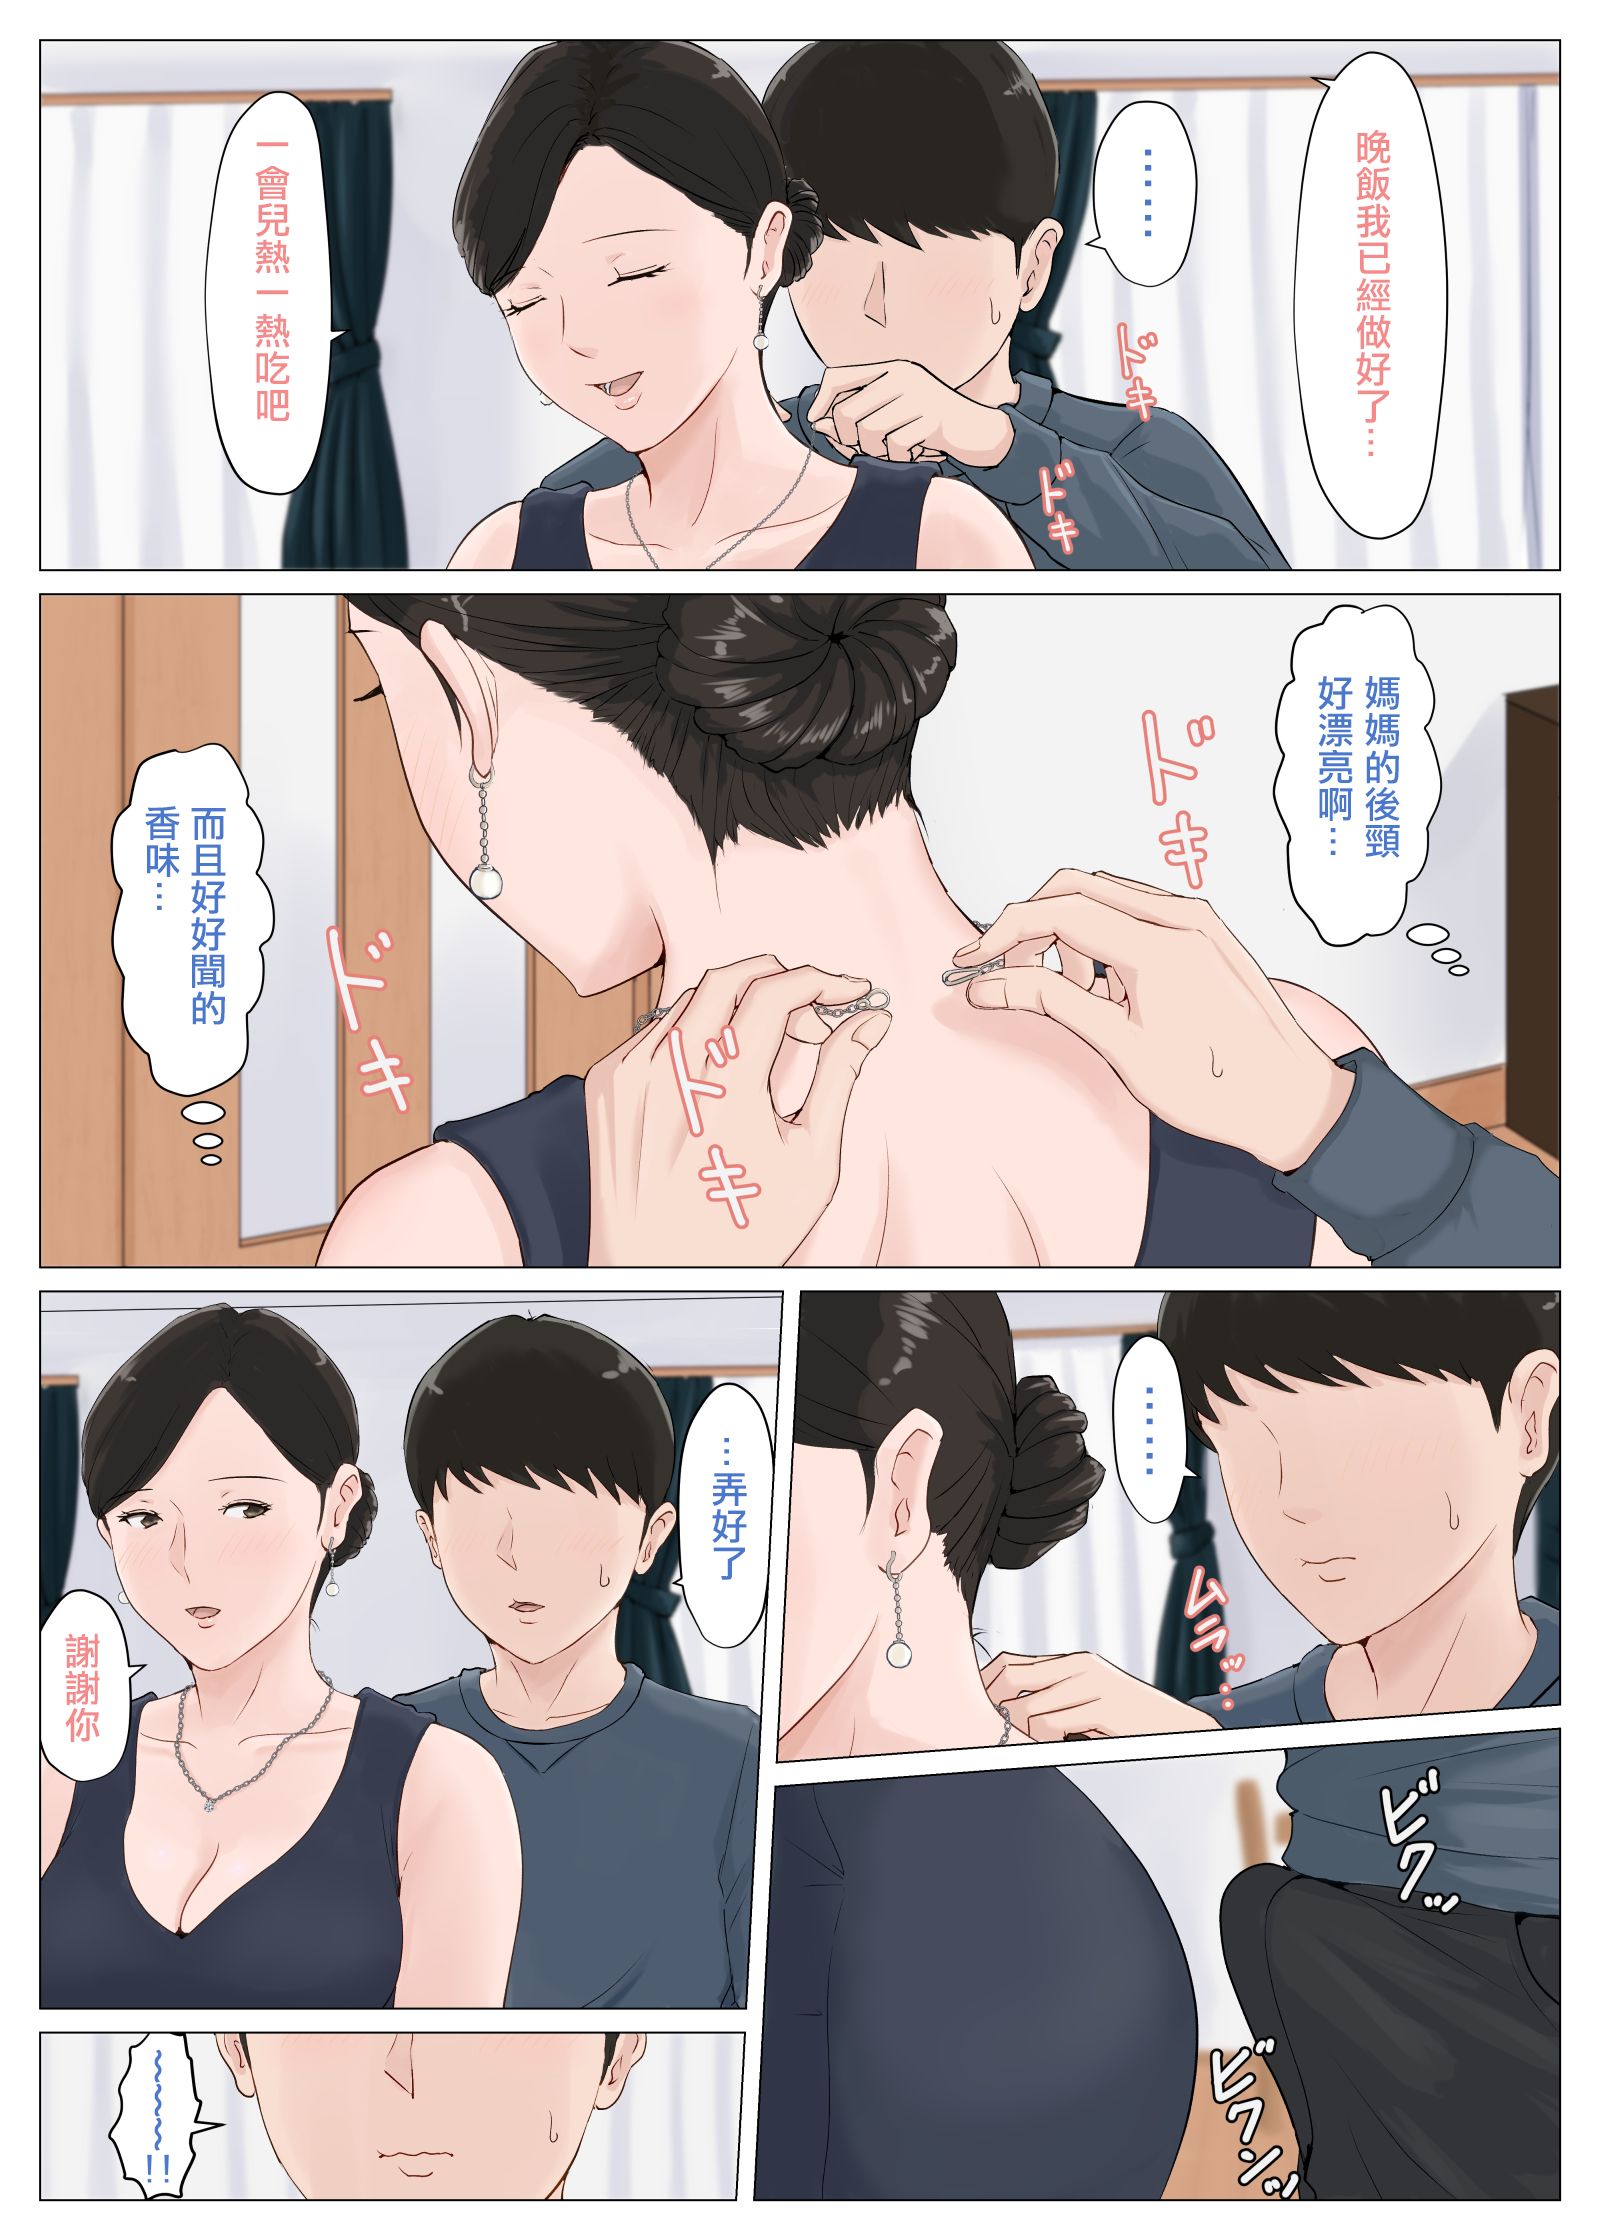 晚飯我已經做好了…
……
一會兒熱一熱吃吧
ドキ
ドキ
媽媽的後頸
好漂亮啊…
ドキ
而且好好聞的
香味…
ドキ
ドキ
……
ムラ…
ビクッ
ビクンッ
…弄好了
謝謝你
~~~~!!